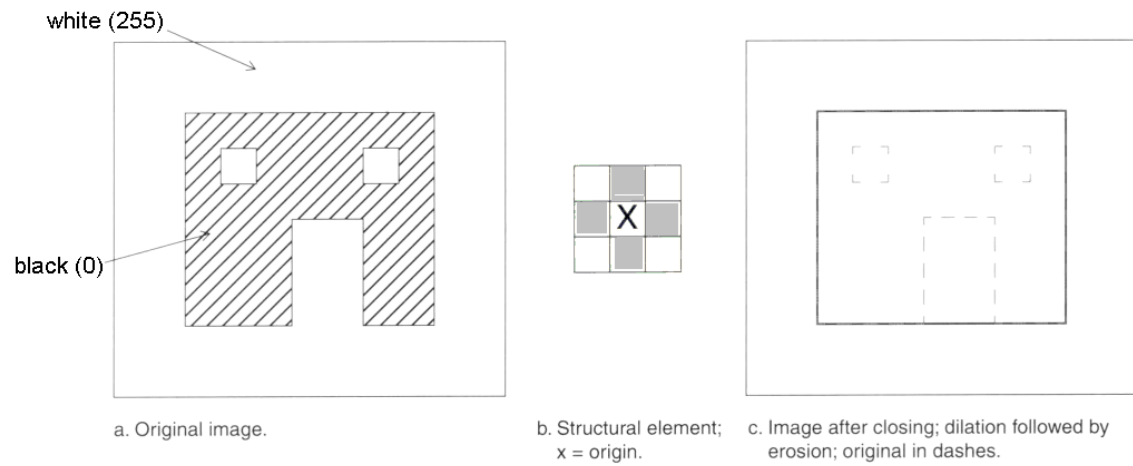 white (255)
black (0)
X
a. Original image.
b. Structural element;
x = origin.
c. Image after closing; dilation followed by
erosion; original in dashes.